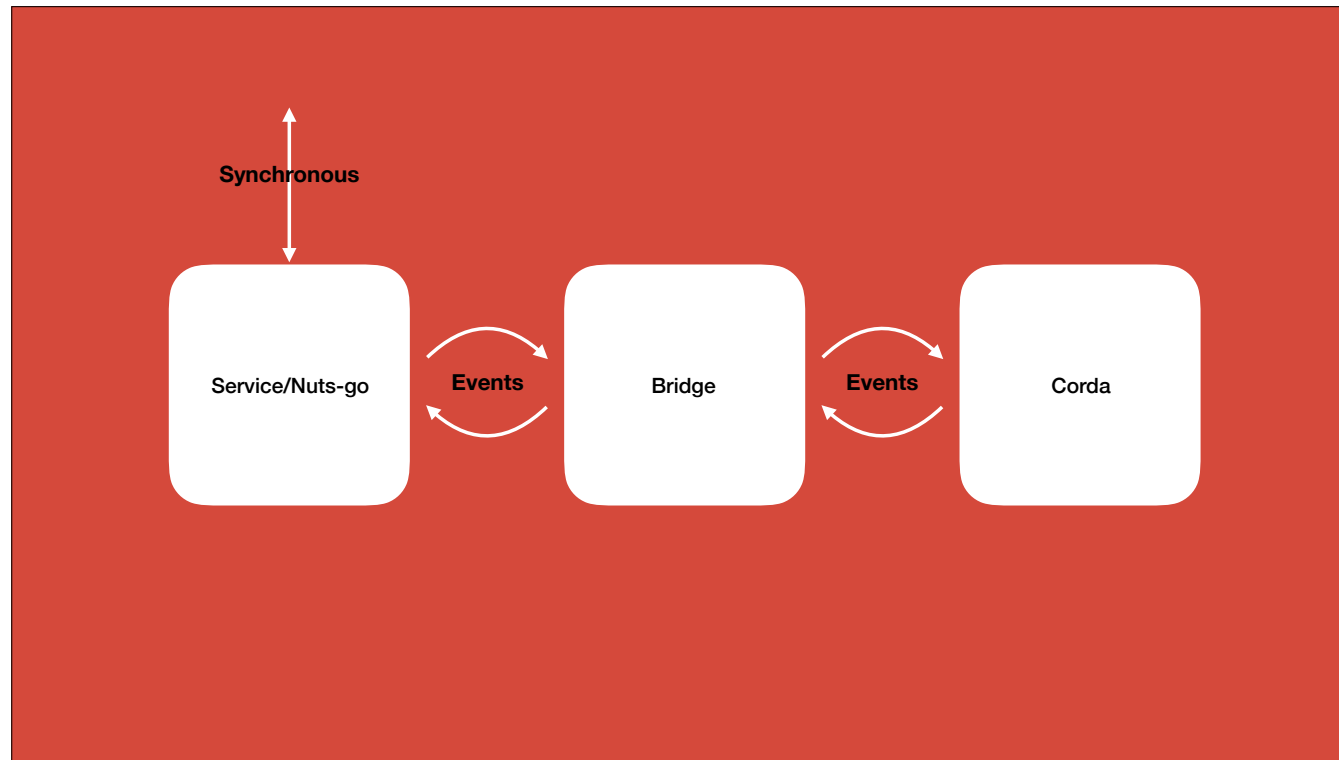 Synchronous
Service/Nuts-go
Events
Bridge
Events
Corda